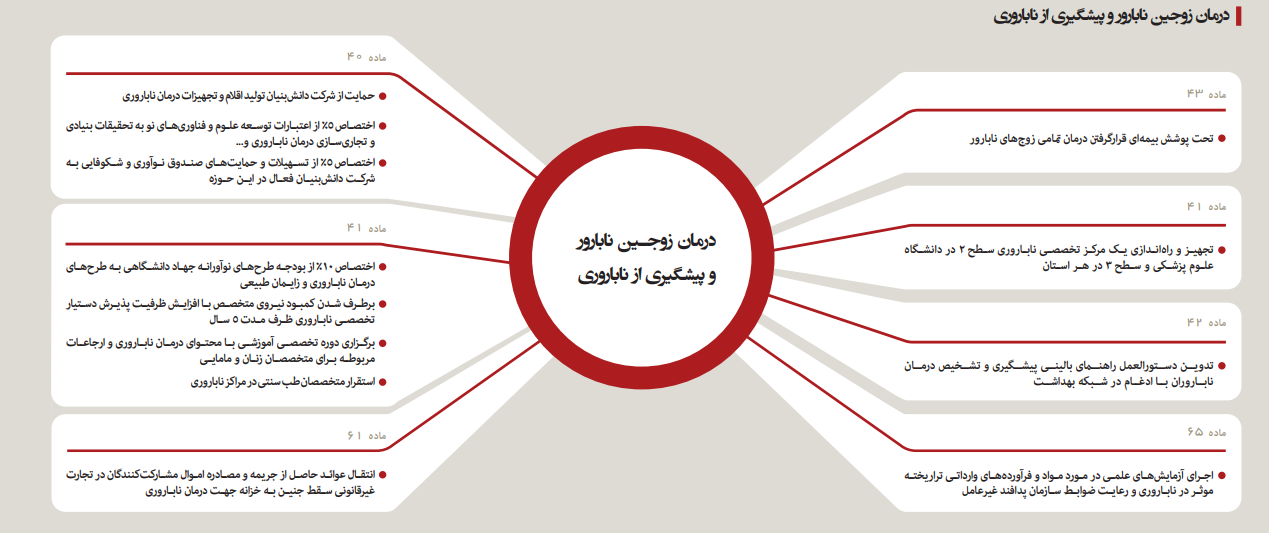 درمان زوجین نابارور و پیشگیری از ناباروری
ماده ۴۳
تحت پوشش بیمه‌ای قرارگرفتن درمان تمامی زوج‌های نابارور
ماده ۴۱
تجهیز و راه‌اندازی یک مرکز تخصصی ناباروری سطح ۲ در دانشگاه
علوم پزشکی و سطح ۳ در هر استان
ماده ۴۲
تدوین دستورالعمل راهنمای بالینی پیشگیری و تشخیص درمان
ناباروران با ادغام در شبکه بهداشت
ماده ۶۵
اجرای آزمایش‌های علمی در مورد مواد و فرآورده‌های وارداتی تراریخته
موثر در ناباروری و رعایت ضوابط سازمان پدافند غیرعامل
درمان زوجین نابارور
و پیشگیری از ناباروری
ماده ۴۰
حمایت از شرکت دانش‌بنیان تولید اقلام و تجهیزات درمان ناباروری
اختصاص ۵٪ از اعتبارات توسعه علوم و فناوری‌های نو به تحقیقات بنیادی
و تجاری‌سازی درمان ناباروری و...
اختصاص ۵٪ از تسهیلات و حمایت‌های صندوق نوآوری و شکوفایی به
شرکت دانش‌بنیان فعال در این حوزه
ماده ۴۱
اختصاص ۱۰٪ از بودجه طرح‌های نوآورانه جهاد دانشگاهی به طرح‌های
درمان ناباروری و زایمان طبیعی
برطرف شدن کمبود نیروی متخصص با افزایش ظرفیت پذیرش دستیار
تخصصی ناباروری ظرف مدت ۵ سال
برگزاری دوره تخصصی آموزشی با محتوای درمان ناباروری و ارجاعات
مربوطه برای متخصصان زنان و مامایی
استقرار متخصصان طب سنتی در مراکز ناباروری
ماده ۶۱
انتقال عوائد حاصل از جریمه و مصادره اموال مشارکت‌کنندگان در تجارت
غیرقانونی سقط جنین به خزانه جهت درمان ناباروری